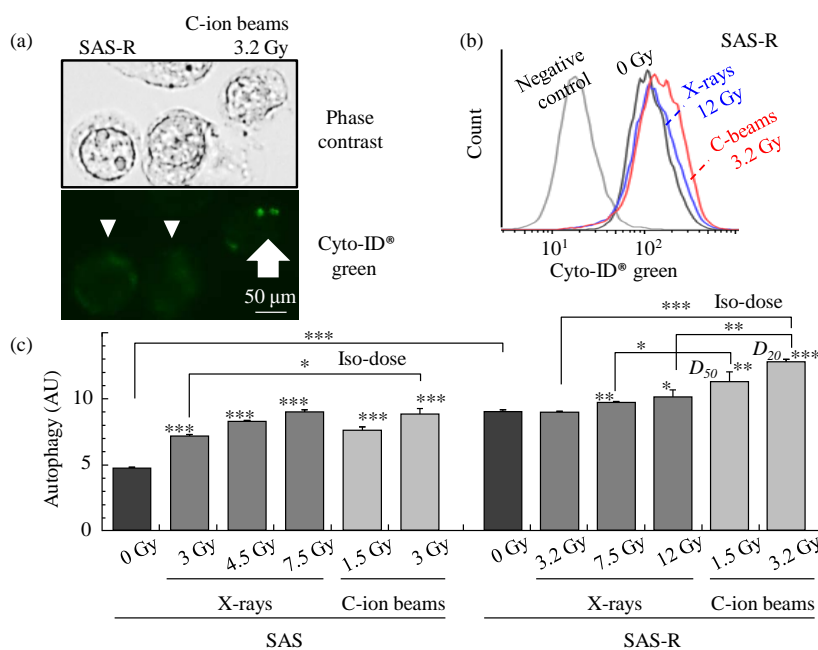 (a)
SAS-R
C-ion beams
3.2 Gy
Phase
contrast
Cyto-ID®
green
50 μm
(b)
SAS-R
Negative
control
0 Gy
X-rays
12 Gy
C-beams
3.2 Gy
Count
10¹
10²
Cyto-ID® green
(c)
Autophagy (AU)
15
10
5
0
***
*
Iso-dose
***
***
***
***
***
***
Iso-dose
**
*
D50
D20
***
**
**
*
0 Gy
3 Gy
4.5 Gy
7.5 Gy
1.5 Gy
3 Gy
0 Gy
3.2 Gy
7.5 Gy
12 Gy
1.5 Gy
3.2 Gy
X-rays
C-ion beams
X-rays
C-ion beams
SAS
SAS-R